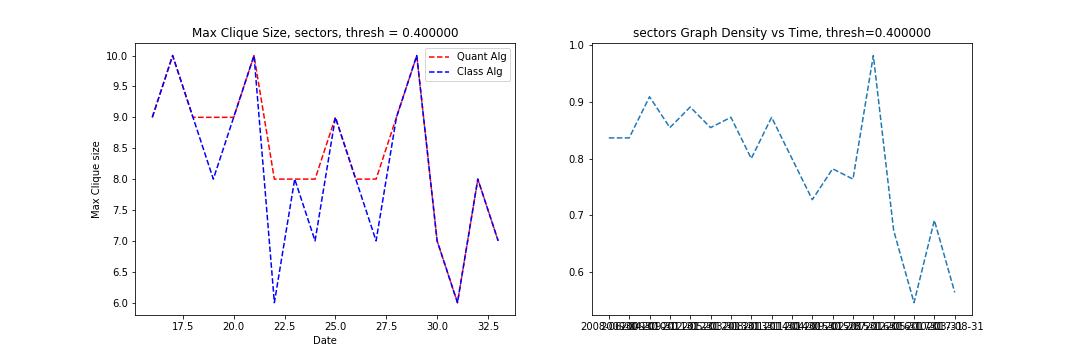 Max Clique Size, sectors, thresh = 0.400000
10.0
9.5
9.0
8.5
8.0
7.5
7.0
6.5
6.0
Max Clique size
Quant Alg
Class Alg
17.5 20.0 22.5 25.0 27.5 30.0 32.5
Date
sectors Graph Density vs Time, thresh=0.400000
1.0
0.9
0.8
0.7
0.6